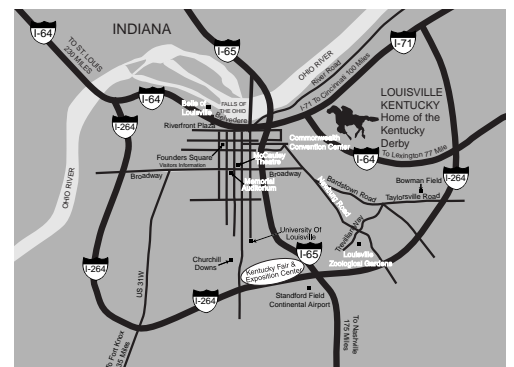 I-64
INDIANA
I-65
I-71
TO ST. LOUIS
230 MILES
OHIO RIVER
River Road
I-71 To Cincinnati 100 Miles
I-64
Belle of
Louisville
FALLS OF
THE OHIO
Belvedere
Riverfront Plaza
I-264
LOUISVILLE
KENTUCKY
Home of the
Kentucky
Derby
Commonwealth
Convention Center
Founders Square
Visitors Information
McCauley
Theatre
I-64
To Lexington 77 Mile
Broadway
Memorial
Auditorium
Broadway
Bardstown Road
Bowman Field
I-264
Taylorsville Road
Newburg Road
OHIO RIVER
Trevilian Way
University Of
Louisville
Louisville
Zoological Gardens
Churchill
Downs
I-65
Kentucky Fair &
Exposition Center
I-264
US 31W
I-264
Standford Field
Continental Airport
To Nashville
175 Miles
To Fort Knox
35 Miles